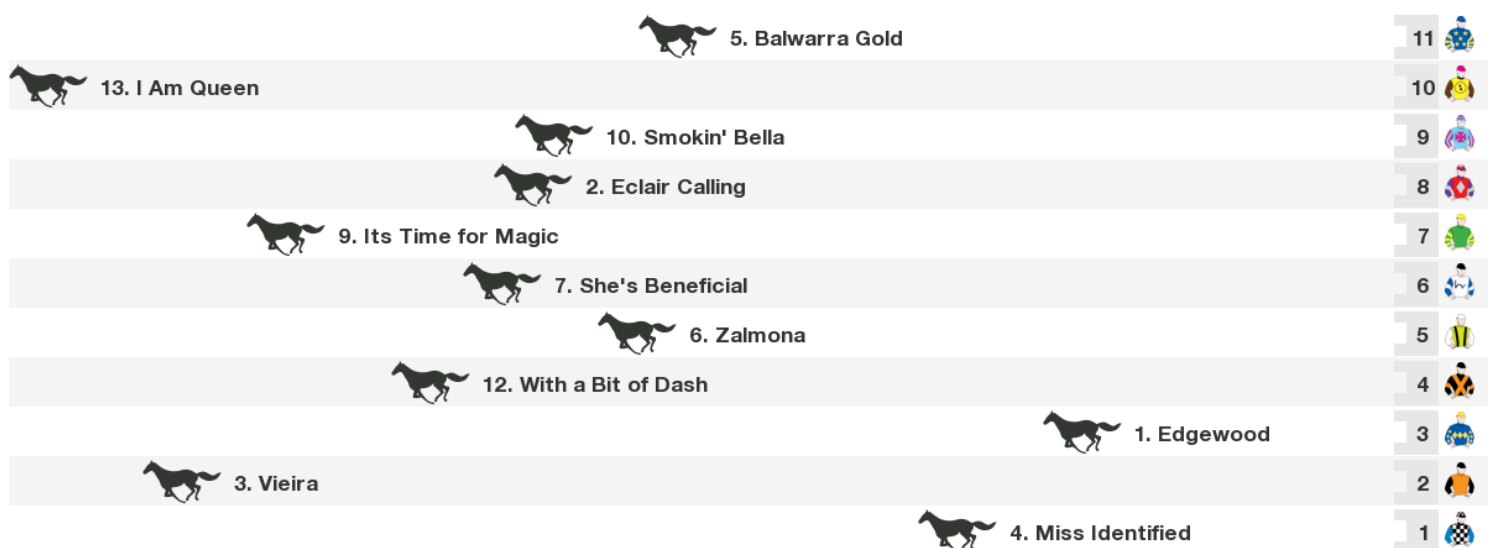 5. Balwarra Gold 11
13. I Am Queen 10
10. Smokin' Bella 9
2. Eclair Calling 8
9. Its Time for Magic 7
7. She's Beneficial 6
6. Zalmona 5
12. With a Bit of Dash 4
1. Edgewood 3
3. Vieira 2
4. Miss Identified 1